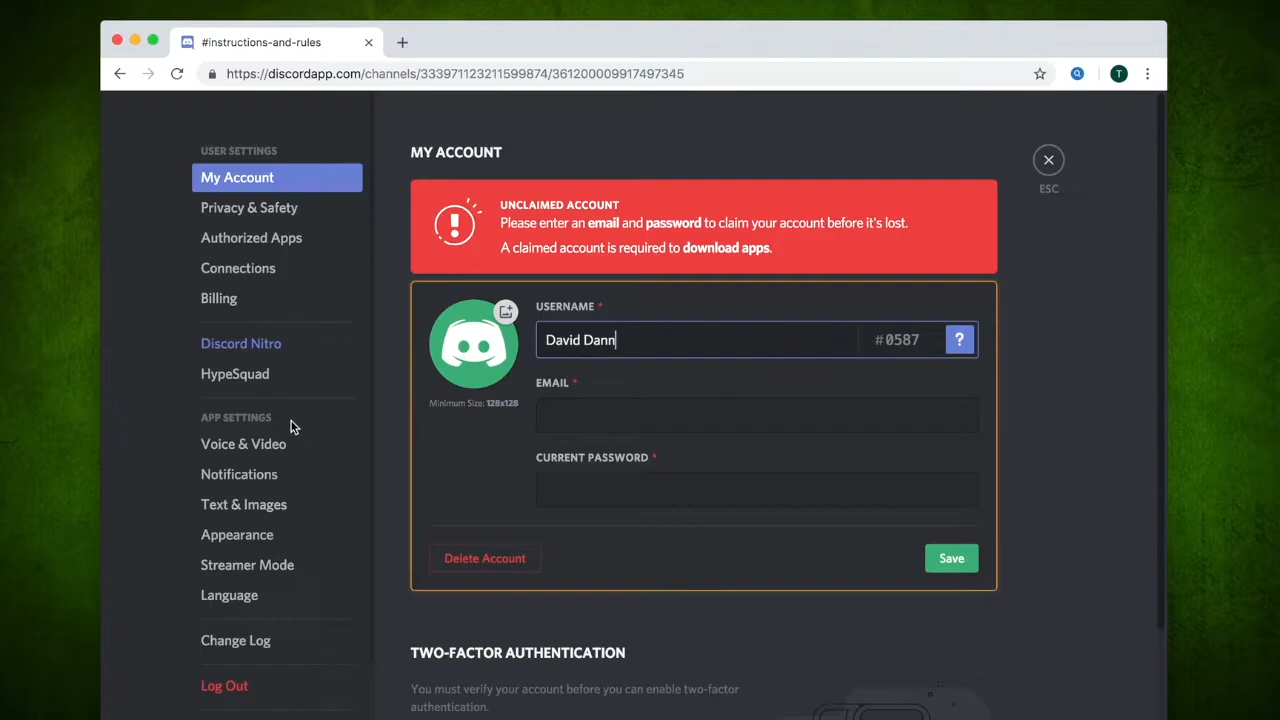 #instructions-and-rules
https://discordapp.com/channels/333971123211599874/361200009917497345
T
USER SETTINGS
My Account
Privacy & Safety
Authorized Apps
Connections
Billing
Discord Nitro
HypeSquad
APP SETTINGS
Voice & Video
Notifications
Text & Images
Appearance
Streamer Mode
Language
Change Log
Log Out
MY ACCOUNT
ESC
UNCLAIMED ACCOUNT
Please enter an email and password to claim your account before it's lost.
A claimed account is required to download apps.
Minimum Size: 128x128
USERNAME *
David Dann
#0587
?
EMAIL *
CURRENT PASSWORD *
Delete Account
Save
TWO-FACTOR AUTHENTICATION
You must verify your account before you can enable two-factor
authentication.